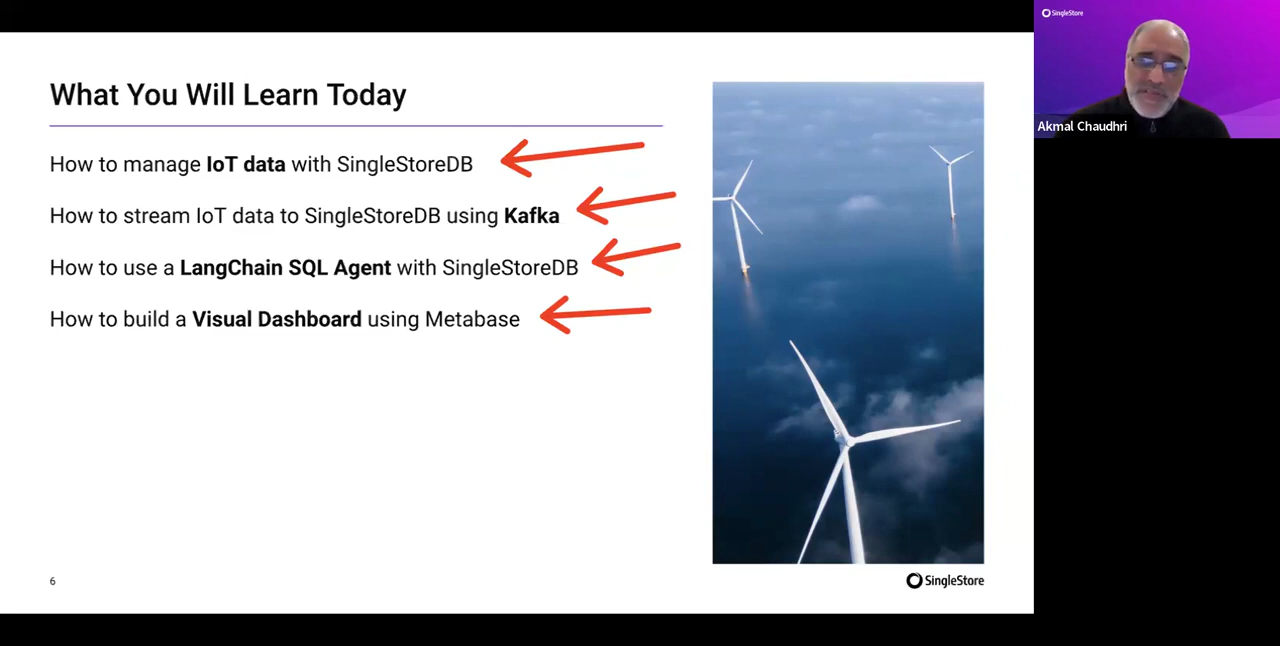 What You Will Learn Today
How to manage IoT data with SingleStoreDB
How to stream IoT data to SingleStoreDB using Kafka
How to use a LangChain SQL Agent with SingleStoreDB
How to build a Visual Dashboard using Metabase
6
SingleStore
SingleStore
Akmal Chaudhri